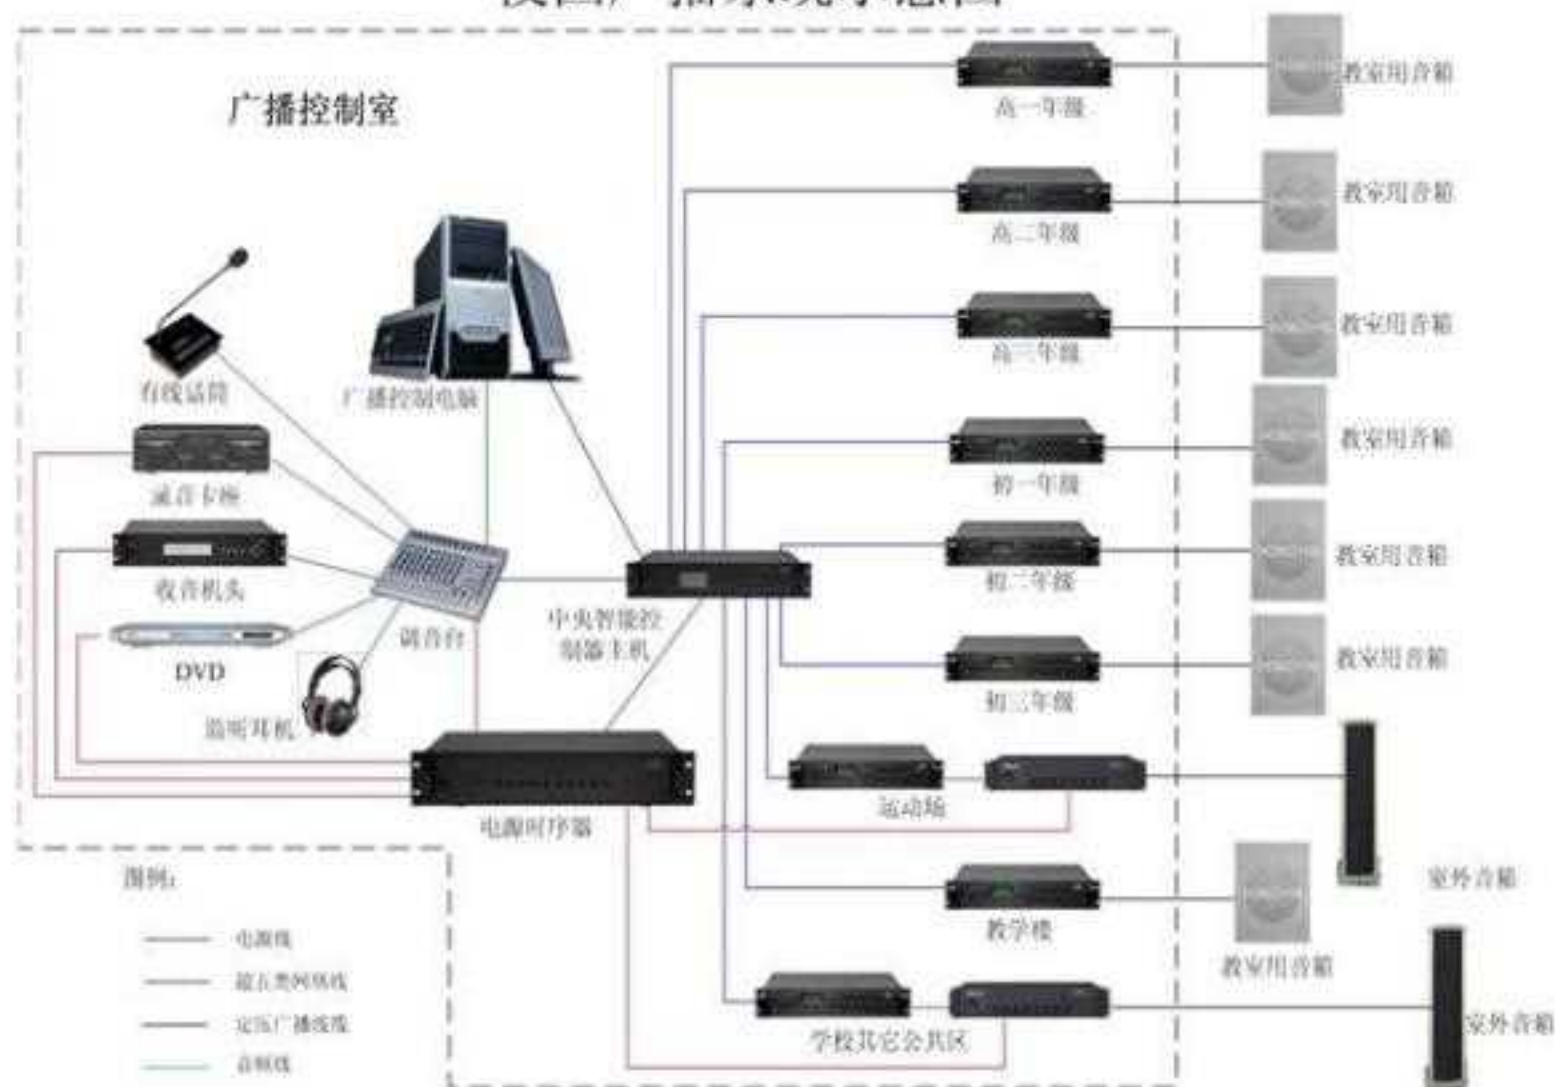 广播控制室
高一年级
教室用音箱
高二年级
教室用音箱
高三年级
教室用音箱
有线话筒
广播控制电脑
初一年级
教室用音箱
录音卡座
收音机头
初二年级
教室用音箱
DVD
调音台
中央智能控
制器主机
初三年级
教室用音箱
监听耳机
电源时序器
运动场
室外音箱
教学楼
教室用音箱
学校其它公共区
室外音箱
图例:
电源线
超五类网络线
定压广播线缆
音频线